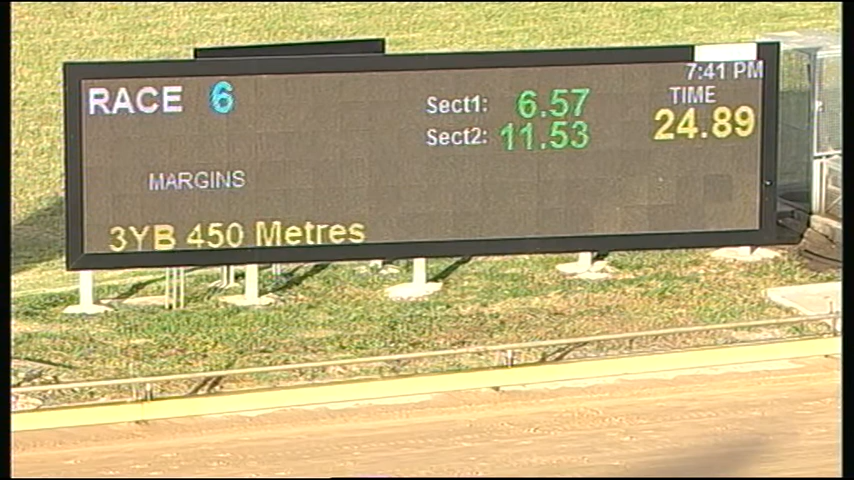 7:41 PM
RACE 6
Sect1: 6.57
TIME
Sect2: 11.53
24.89
MARGINS
3YB 450 Metres